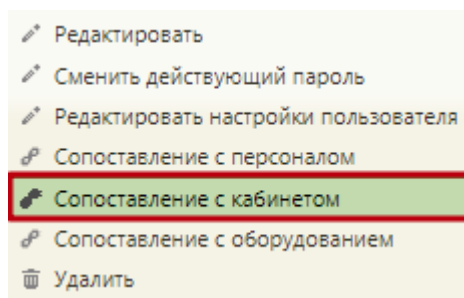 Редактировать
Сменить действующий пароль
Редактировать настройки пользователя
Сопоставление с персоналом
Сопоставление с кабинетом
Сопоставление с оборудованием
Удалить